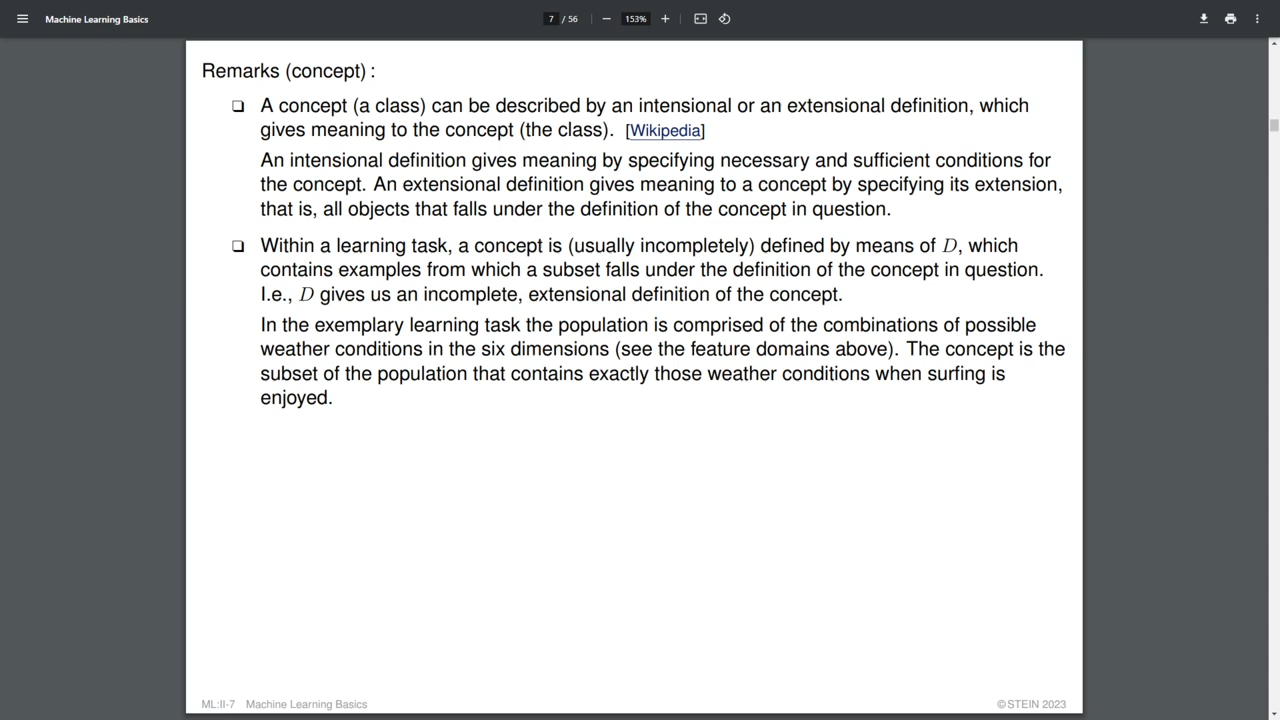 Machine Learning Basics
7 / 56
153%
Remarks (concept) :
A concept (a class) can be described by an intensional or an extensional definition, which
gives meaning to the concept (the class). [Wikipedia]
An intensional definition gives meaning by specifying necessary and sufficient conditions for
the concept. An extensional definition gives meaning to a concept by specifying its extension,
that is, all objects that falls under the definition of the concept in question.
Within a learning task, a concept is (usually incompletely) defined by means of D, which
contains examples from which a subset falls under the definition of the concept in question.
I.e., D gives us an incomplete, extensional definition of the concept.
In the exemplary learning task the population is comprised of the combinations of possible
weather conditions in the six dimensions (see the feature domains above). The concept is the
subset of the population that contains exactly those weather conditions when surfing is
enjoyed.
ML:II-7 Machine Learning Basics
©STEIN 2023